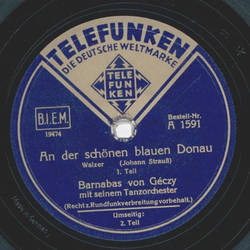 TELEFUNKEN
DIE DEUTSCHE WELTMARKE
TELE
FUN
KEN
B.I.E.M.
19474
Bestell-Nr.
A 1591
An der schönen blauen Donau
Walzer (Johann Strauß)
1. Teil
Barnabas von Géczy
mit seinem Tanzorchester
(Recht z. Rundfunkverbreitung vorbehalt.)
Umseitig:
2. Teil